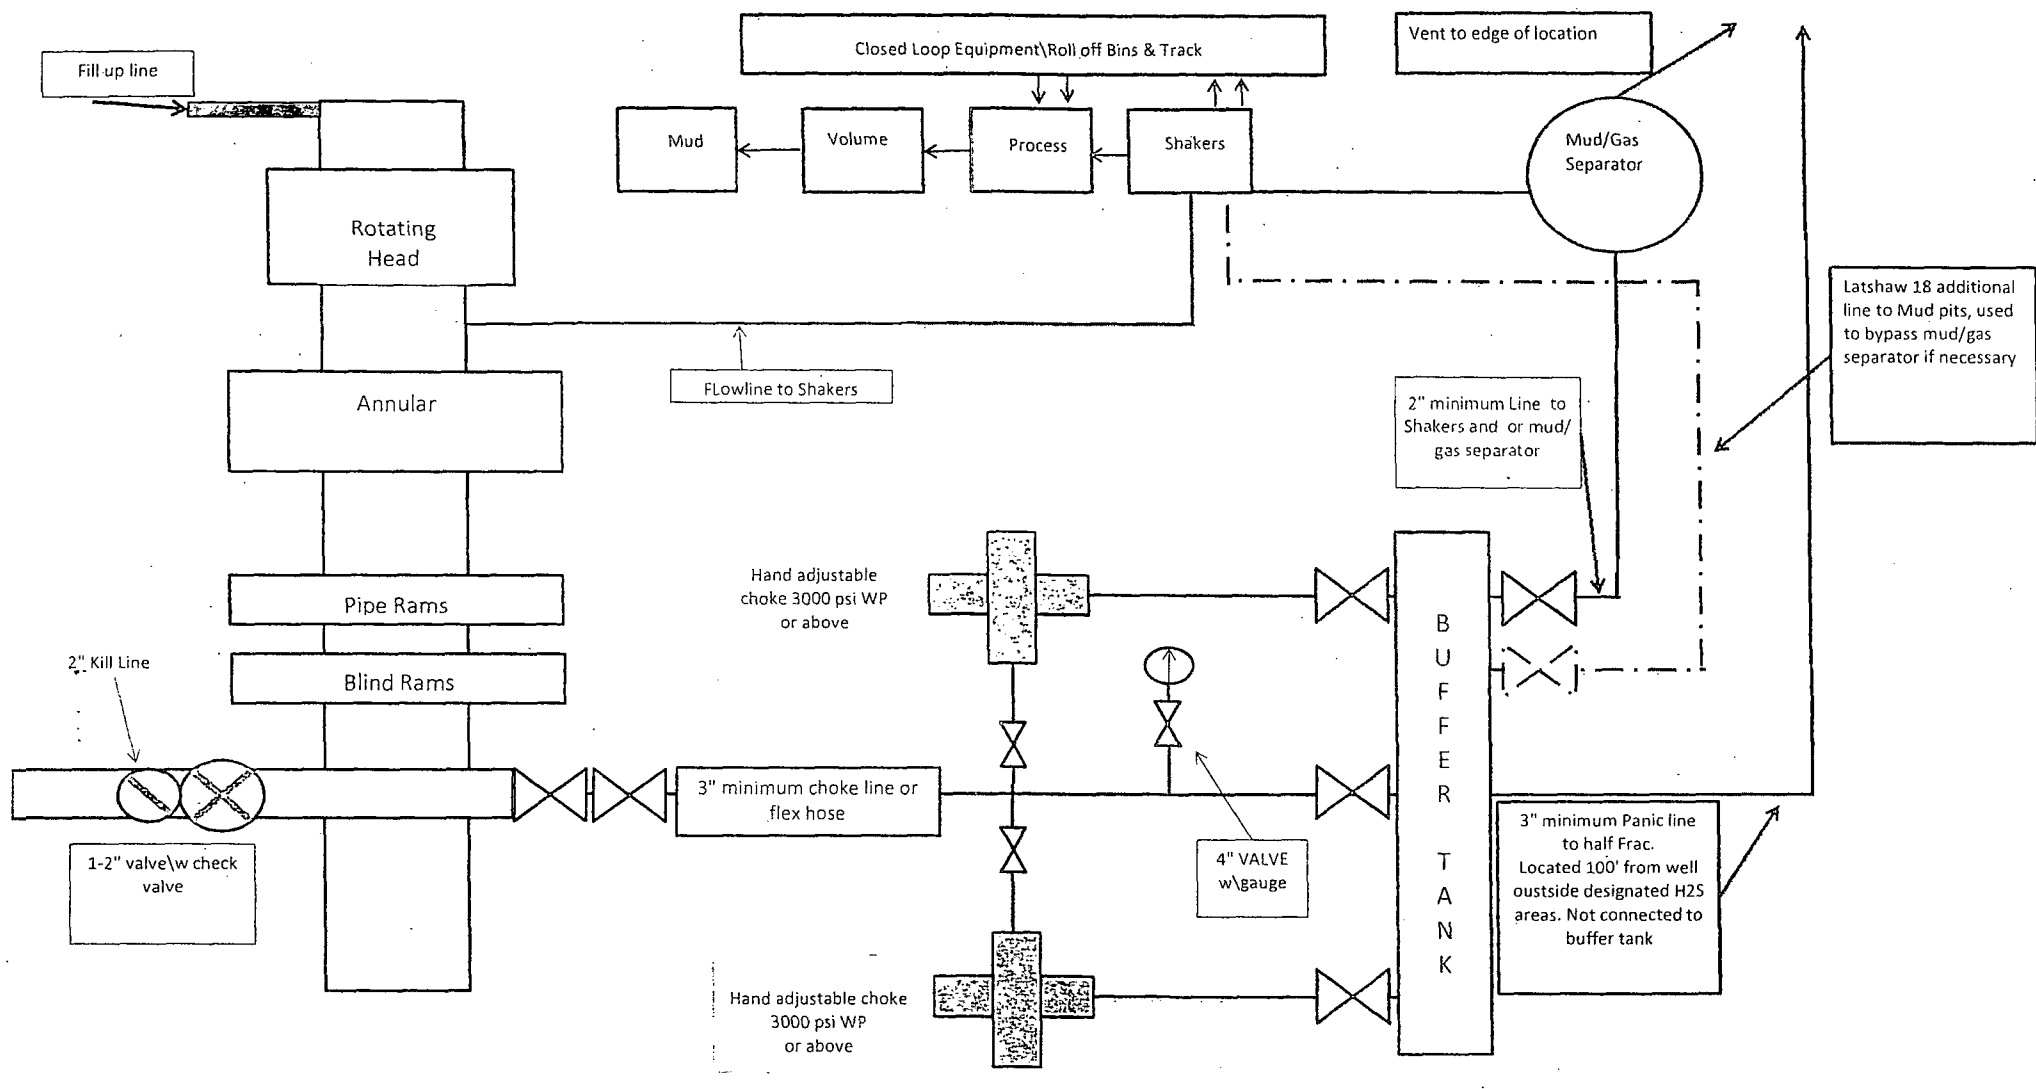 Closed Loop Equipment\Roll off Bins & Track
Vent to edge of location
Fill up line
Mud
Volume
Process
Shakers
Mud/Gas
Separator
Rotating
Head
Latshaw 18 additional
line to Mud pits, used
to bypass mud/gas
separator if necessary
FLowline to Shakers
Annular
2" minimum Line to
Shakers and or mud/
gas separator
Hand adjustable
choke 3000 psi WP
or above
Pipe Rams
2" Kill Line
Blind Rams
BUFFER TANK
3" minimum choke line or
flex hose
1-2" valve\w check
valve
4" VALVE
w\gauge
3" minimum Panic line
to half Frac.
Located 100' from well
oustside designated H2S
areas. Not connected to
buffer tank
Hand adjustable choke
3000 psi WP
or above